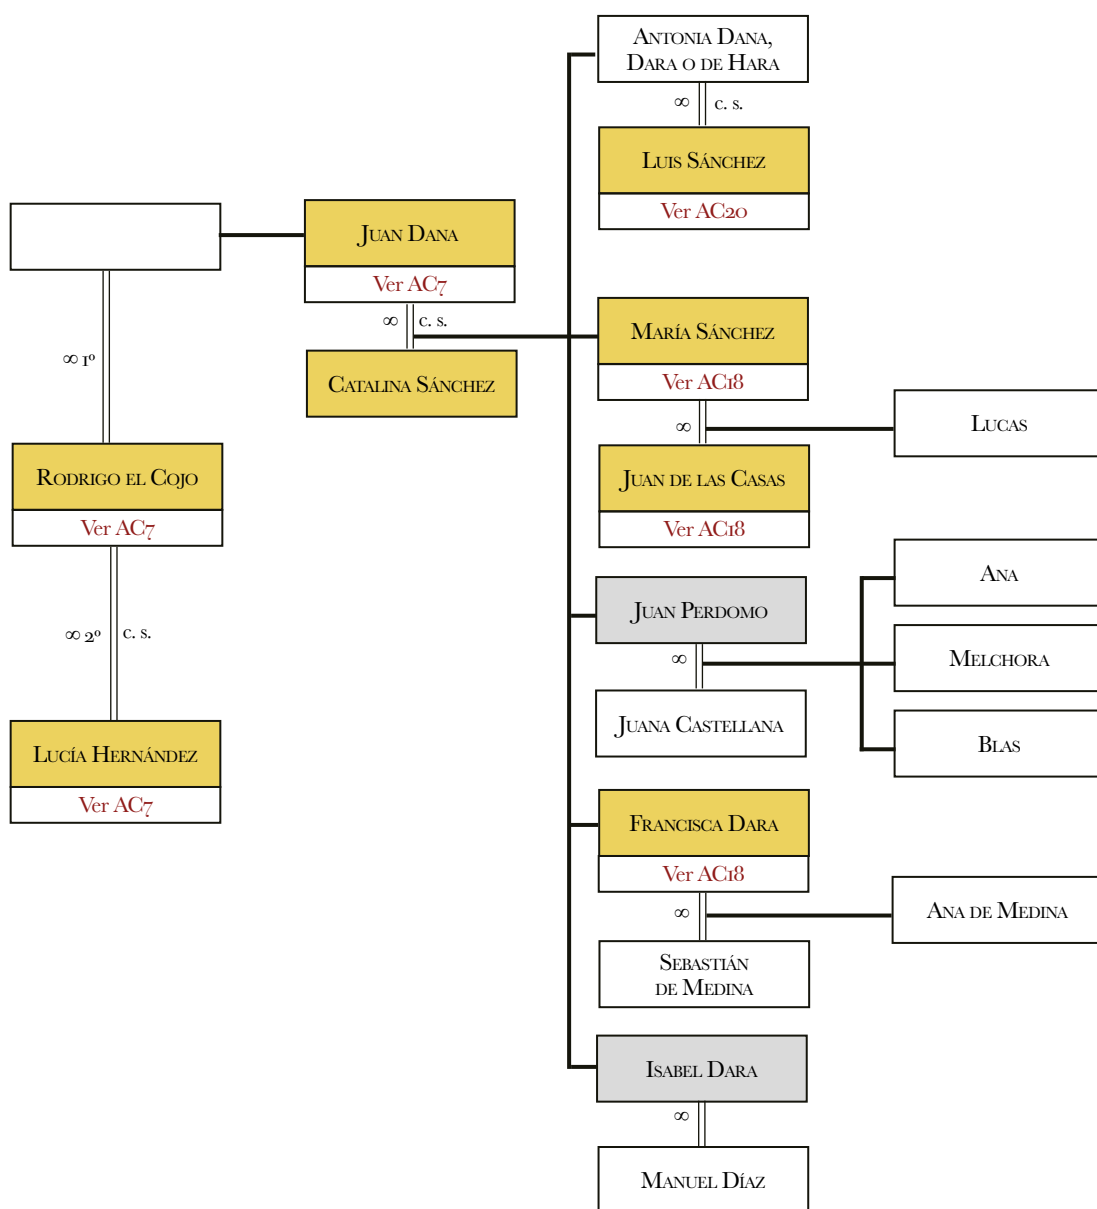 Antonia Dana,
Dara o de Hara
∞ c. s.
Luis Sánchez
Ver AC20
Juan Dana
Ver AC7
∞ c. s.
Catalina Sánchez
∞ 1º
Rodrigo el Cojo
Ver AC7
∞ 2º c. s.
Lucía Hernández
Ver AC7
María Sánchez
Ver AC18
∞
Juan de las Casas
Ver AC18
Lucas
Juan Perdomo
∞
Juana Castellana
Ana
Melchora
Blas
Francisca Dara
Ver AC18
∞
Sebastián
de Medina
Ana de Medina
Isabel Dara
∞
Manuel Díaz